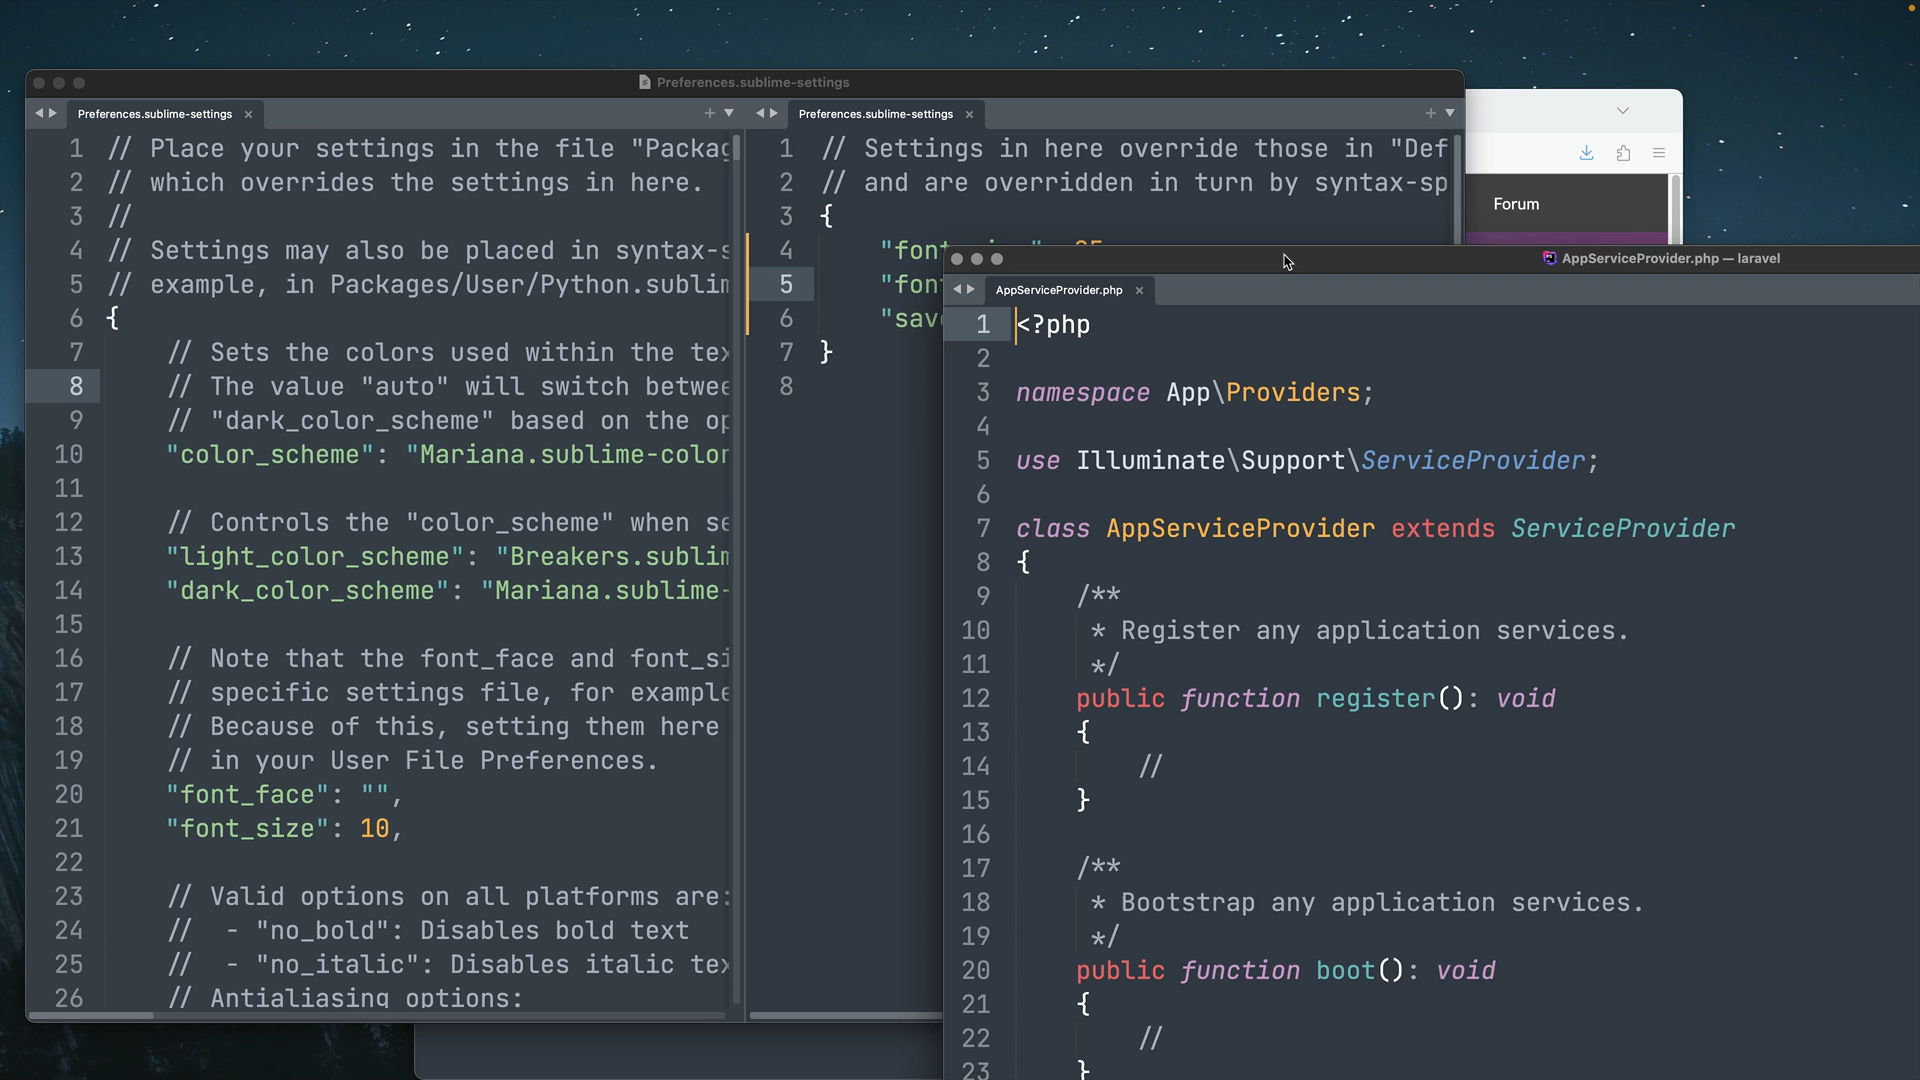 Preferences.sublime-settings
Preferences.sublime-settings
1 // Place your settings in the file "Packag
2 // which overrides the settings in here.
3 //
4 // Settings may also be placed in syntax-s
5 // example, in Packages/User/Python.sublim
6 {
7 // Sets the colors used within the tex
8 // The value "auto" will switch betwee
9 // "dark_color_scheme" based on the op
10 "color_scheme": "Mariana.sublime-color
11
12 // Controls the "color_scheme" when se
13 "light_color_scheme": "Breakers.sublim
14 "dark_color_scheme": "Mariana.sublime-
15
16 // Note that the font_face and font_si
17 // specific settings file, for example
18 // Because of this, setting them here
19 // in your User File Preferences.
20 "font_face": "",
21 "font_size": 10,
22
23 // Valid options on all platforms are:
24 // - "no_bold": Disables bold text
25 // - "no_italic": Disables italic tex
26 // Antialiasing options:
Preferences.sublime-settings
1 // Settings in here override those in "Def
2 // and are overridden in turn by syntax-sp
3 {
4 "font
5 "fon
6 "sav
7 }
8
Forum
AppServiceProvider.php — laravel
AppServiceProvider.php
1 <?php
2
3 namespace App\Providers;
4
5 use Illuminate\Support\ServiceProvider;
6
7 class AppServiceProvider extends ServiceProvider
8 {
9 /**
10 * Register any application services.
11 */
12 public function register(): void
13 {
14 //
15 }
16
17 /**
18 * Bootstrap any application services.
19 */
20 public function boot(): void
21 {
22 //
23 }